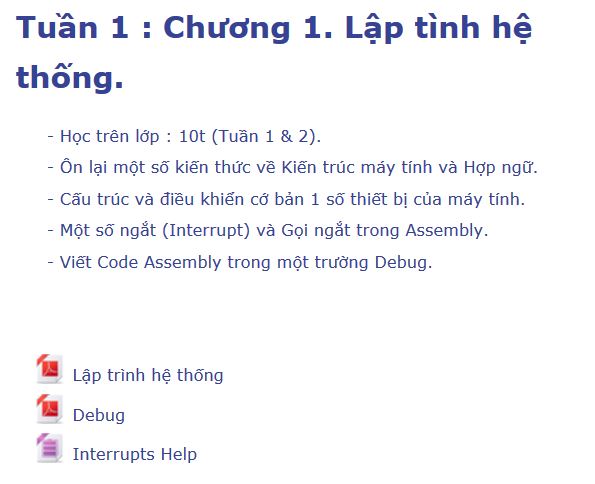 Tuần 1 : Chương 1. Lập tình hệ
thống.
- Học trên lớp : 10t (Tuần 1 & 2).
- Ôn lại một số kiến thức về Kiến trúc máy tính và Hợp ngữ.
- Cấu trúc và điều khiển cớ bản 1 số thiết bị của máy tính.
- Một số ngắt (Interrupt) và Gọi ngắt trong Assembly.
- Viết Code Assembly trong một trường Debug.
Lập trình hệ thống
Debug
Interrupts Help